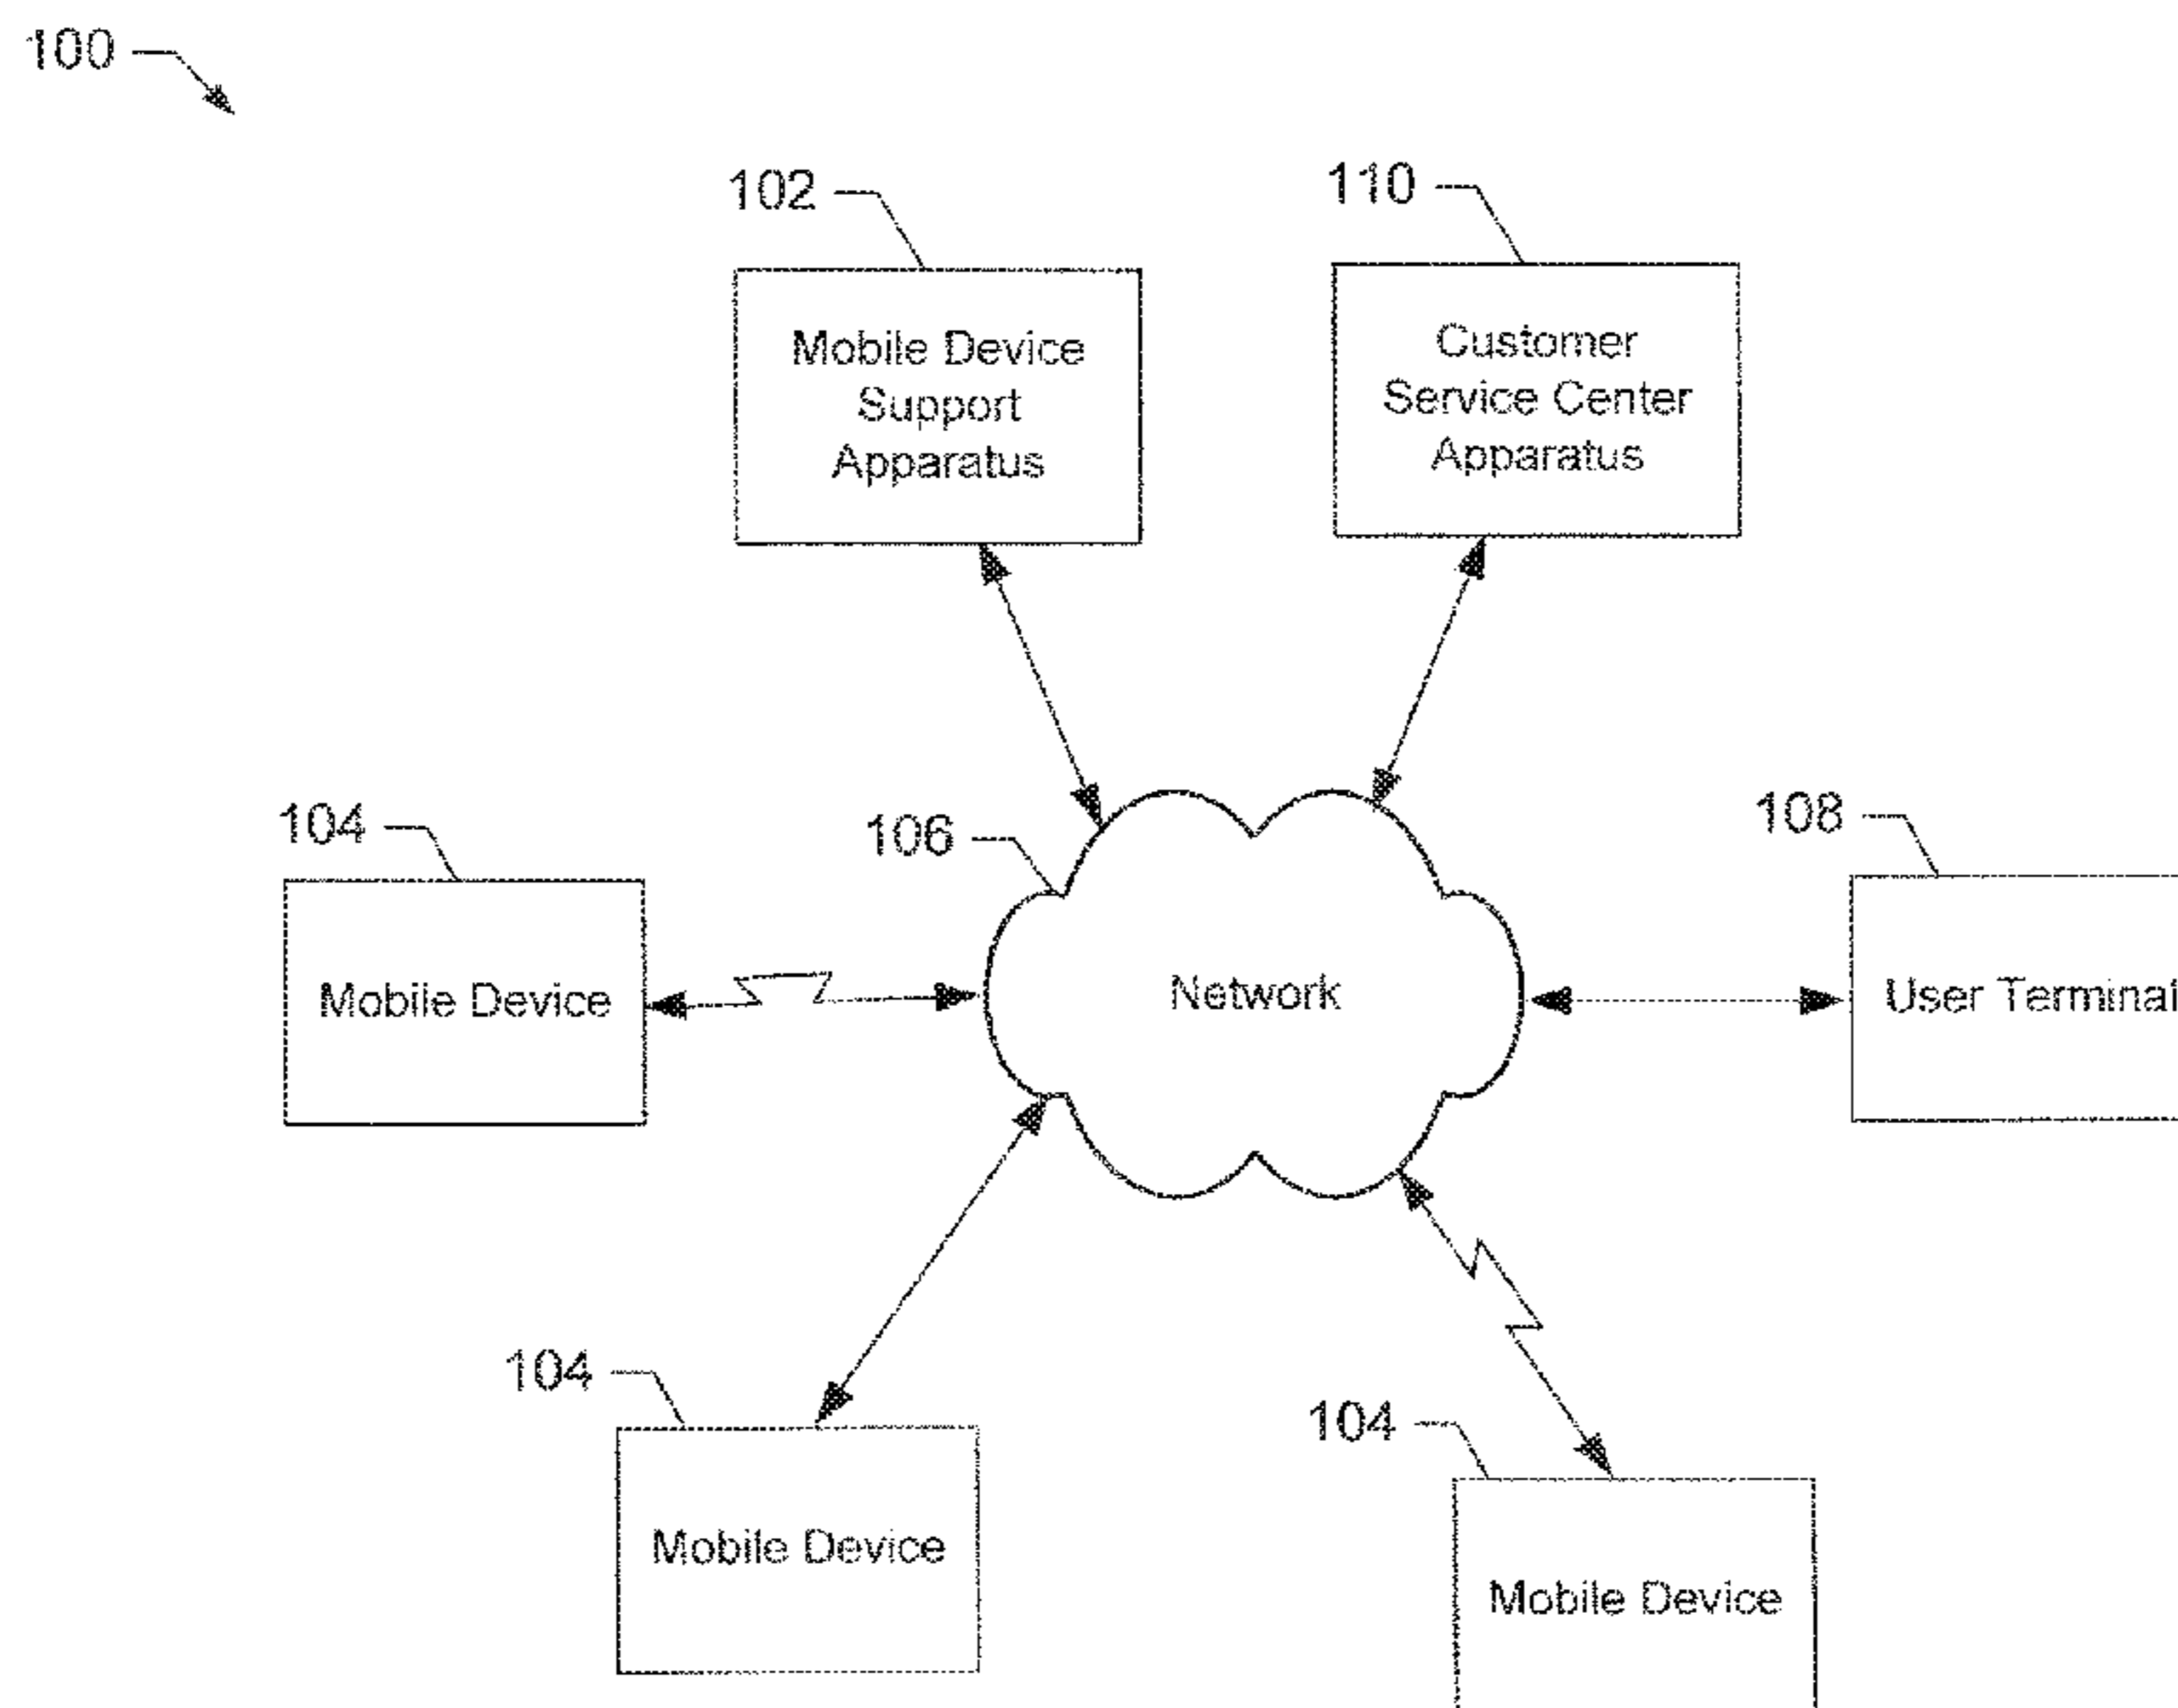 100
102
110
Mobile Device
Support
Apparatus
Customer
Service Center
Apparatus
104
106
108
Mobile Device
Network
User Terminal
104
104
Mobile Device
Mobile Device